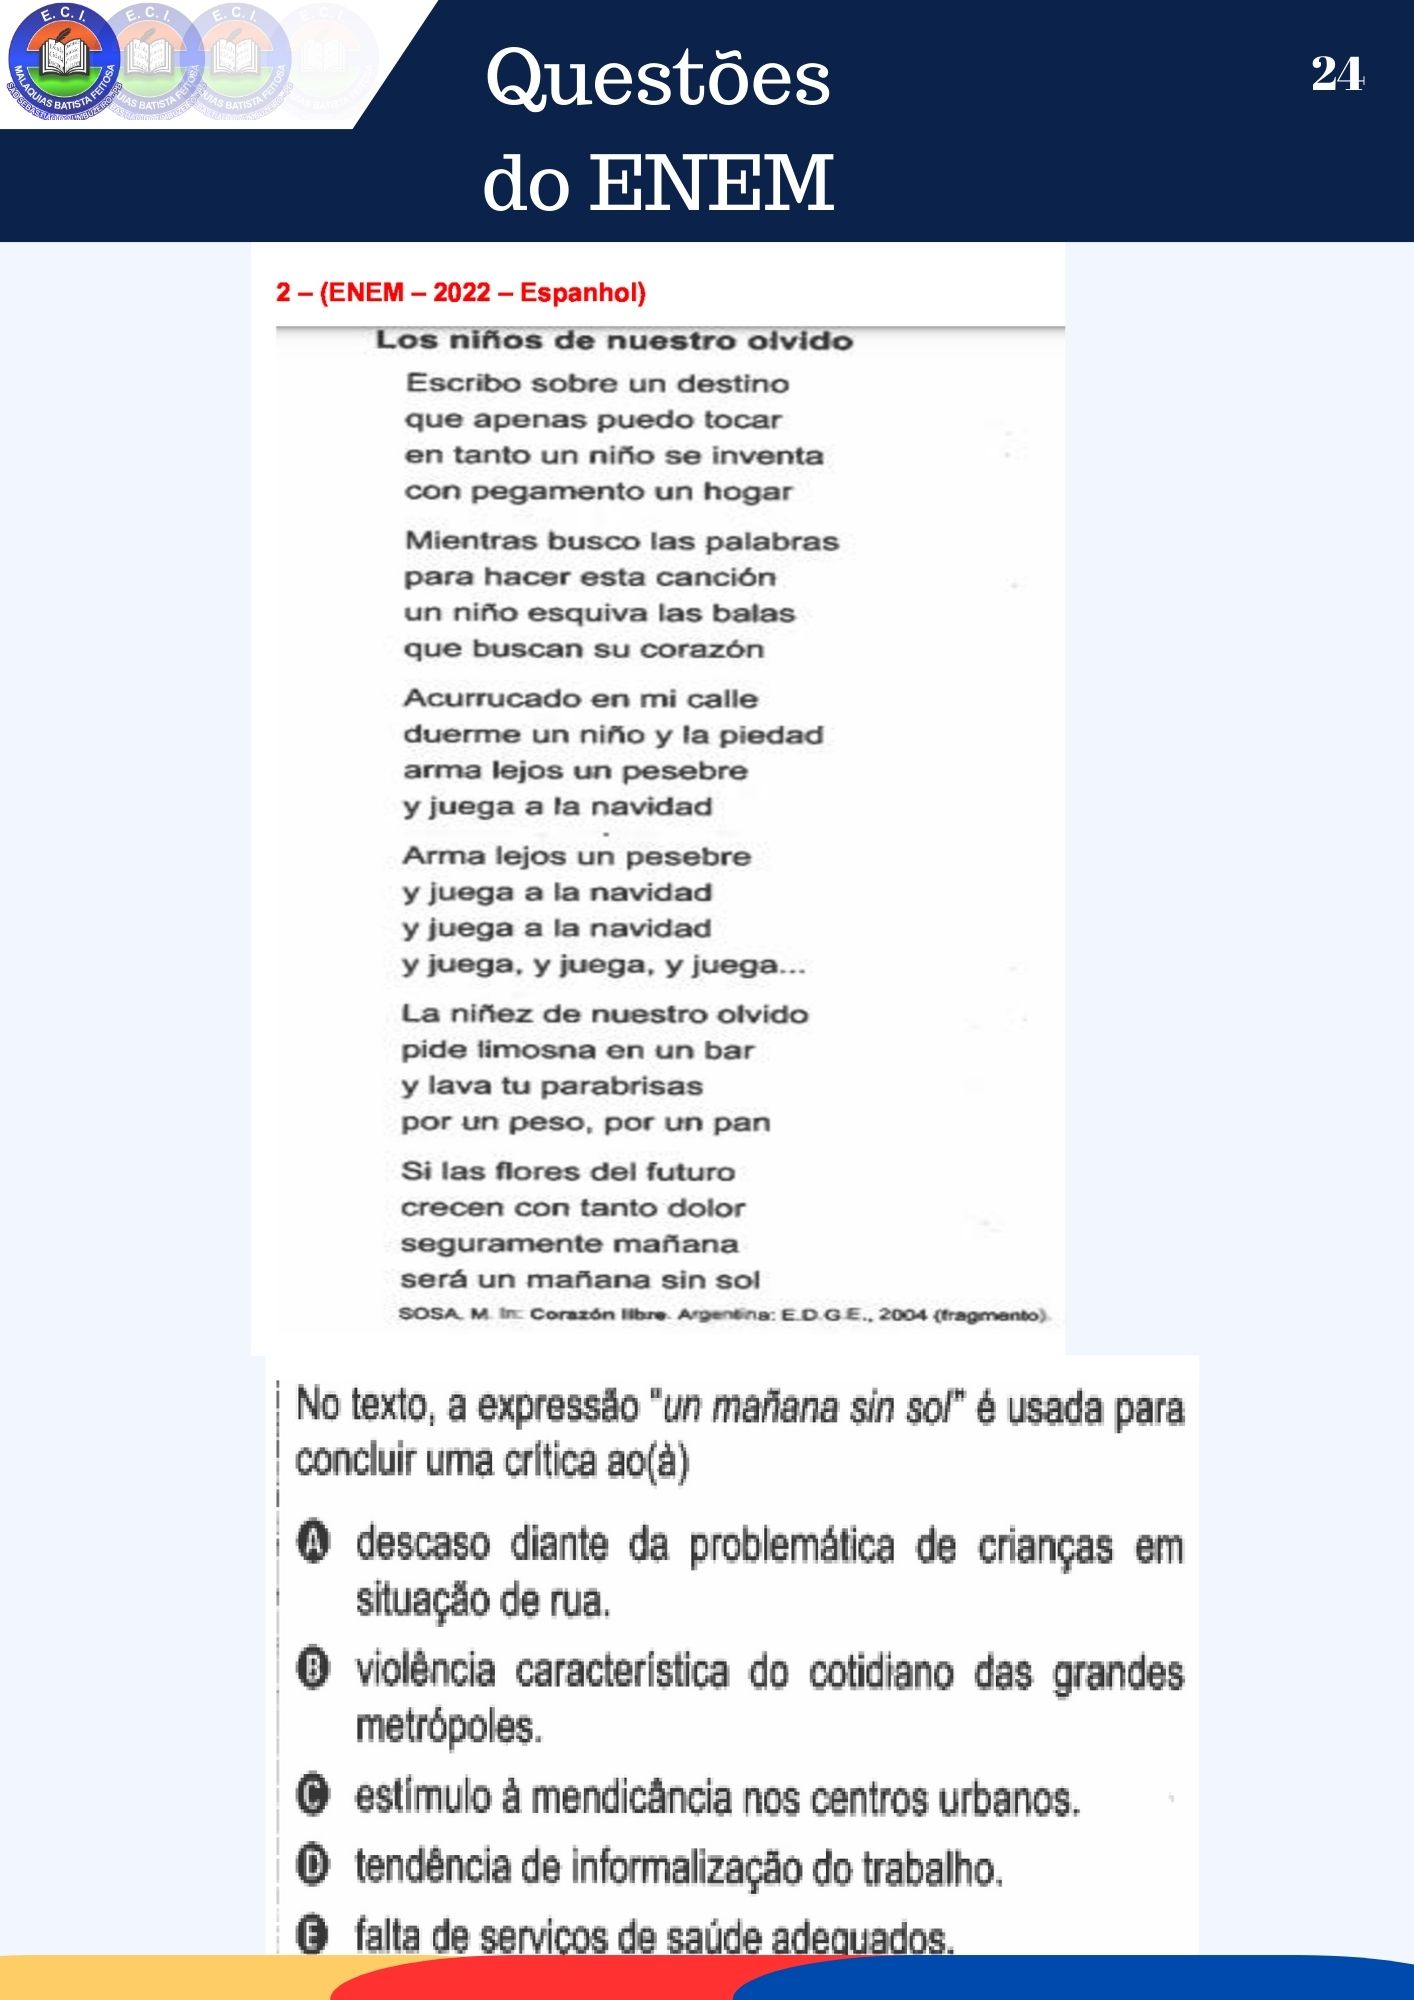 E. C. I.
MALAQUIAS BATISTA FEITOSA
Questões
do ENEM
24
2 – (ENEM – 2022 – Espanhol)
Los niños de nuestro olvido
Escribo sobre un destino
que apenas puedo tocar
en tanto un niño se inventa
con pegamento un hogar
Mientras busco las palabras
para hacer esta canción
un niño esquiva las balas
que buscan su corazón
Acurrucado en mi calle
duerme un niño y la piedad
arma lejos un pesebre
y juega a la navidad
Arma lejos un pesebre
y juega a la navidad
y juega a la navidad
y juega, y juega, y juega...
La niñez de nuestro olvido
pide limosna en un bar
y lava tu parabrisas
por un peso, por un pan
Si las flores del futuro
crecen con tanto dolor
seguramente mañana
será un mañana sin sol
SOSA, M. In: Corazón libre. Argentina: E.D.G.E., 2004 (fragmento).
No texto, a expressão "un mañana sin sol" é usada para
concluir uma crítica ao(à)
A descaso diante da problemática de crianças em
situação de rua.
B violência característica do cotidiano das grandes
metrópoles.
C estímulo à mendicância nos centros urbanos.
D tendência de informalização do trabalho.
E falta de serviços de saúde adequados.